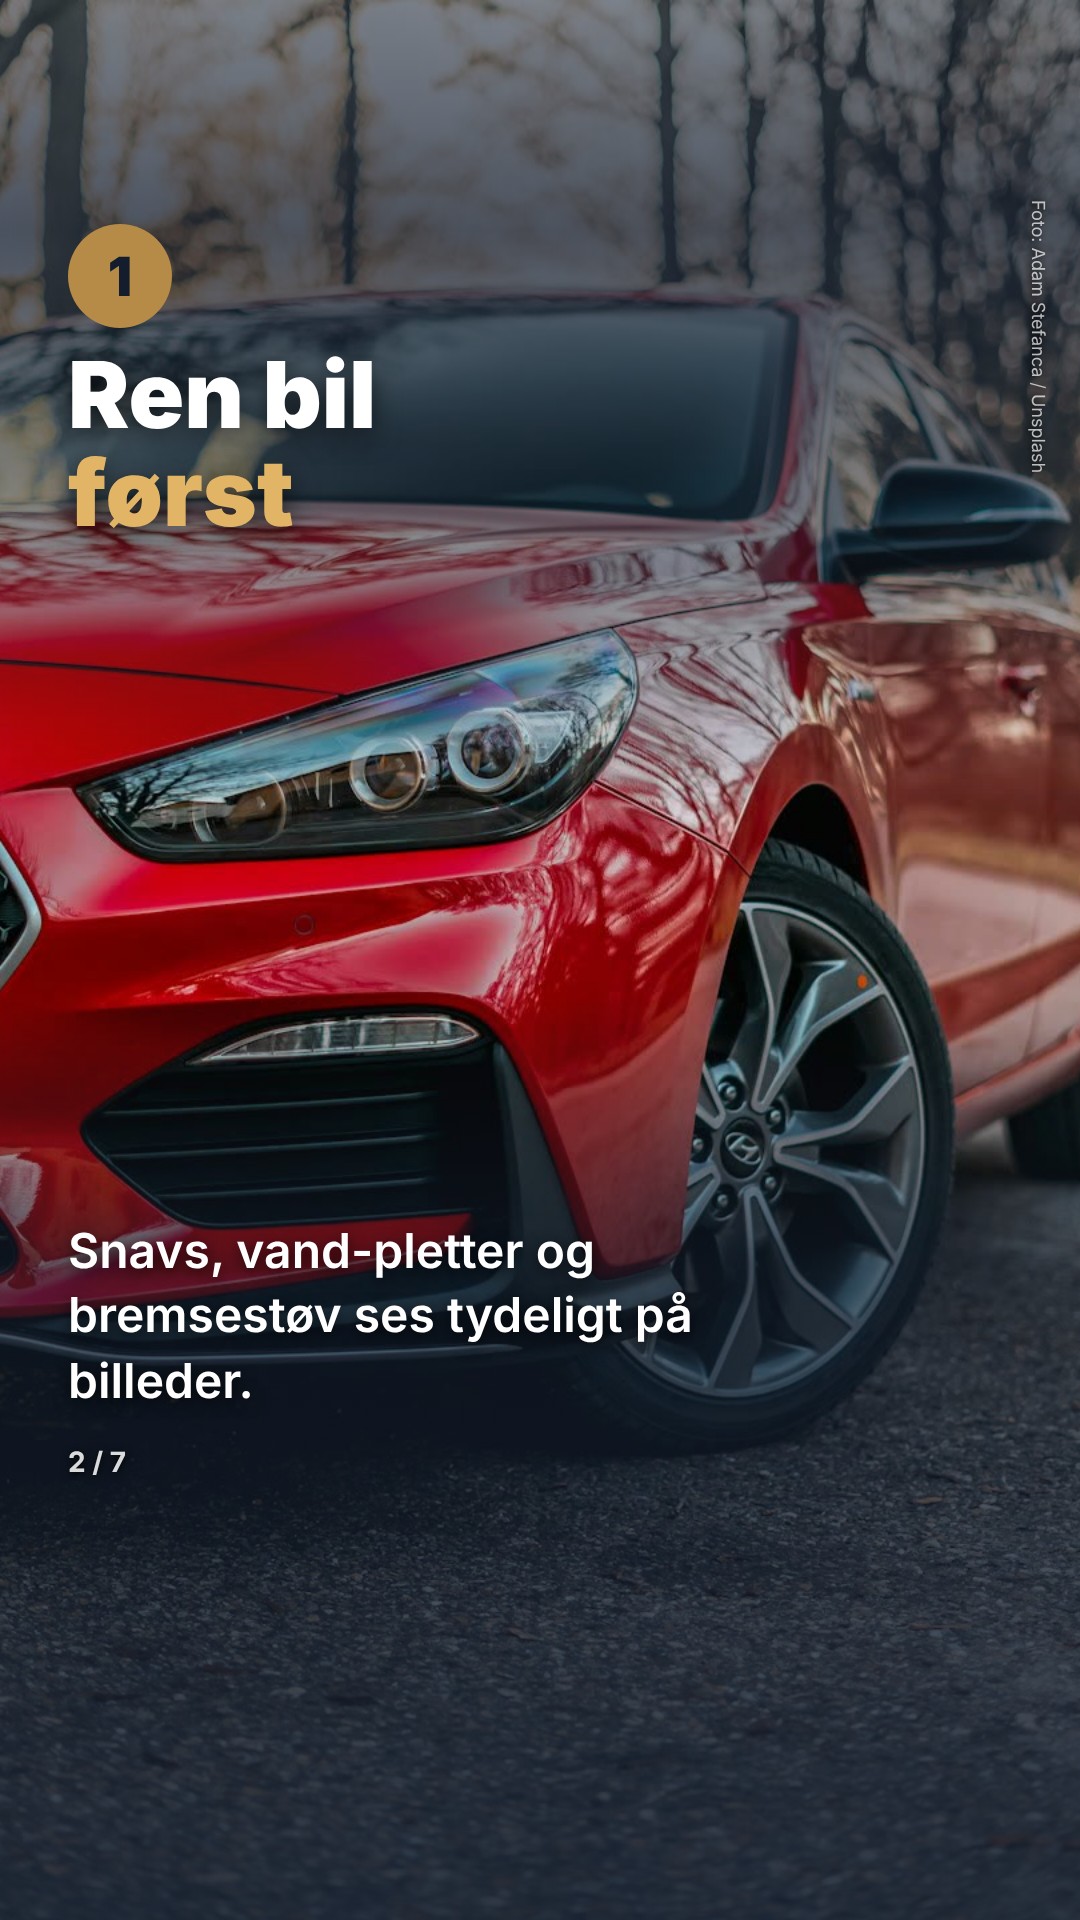 1
Ren bil
først
Snavs, vand-pletter og
bremsestøv ses tydeligt på
billeder.
2 / 7
Foto: Adam Stefanca / Unsplash